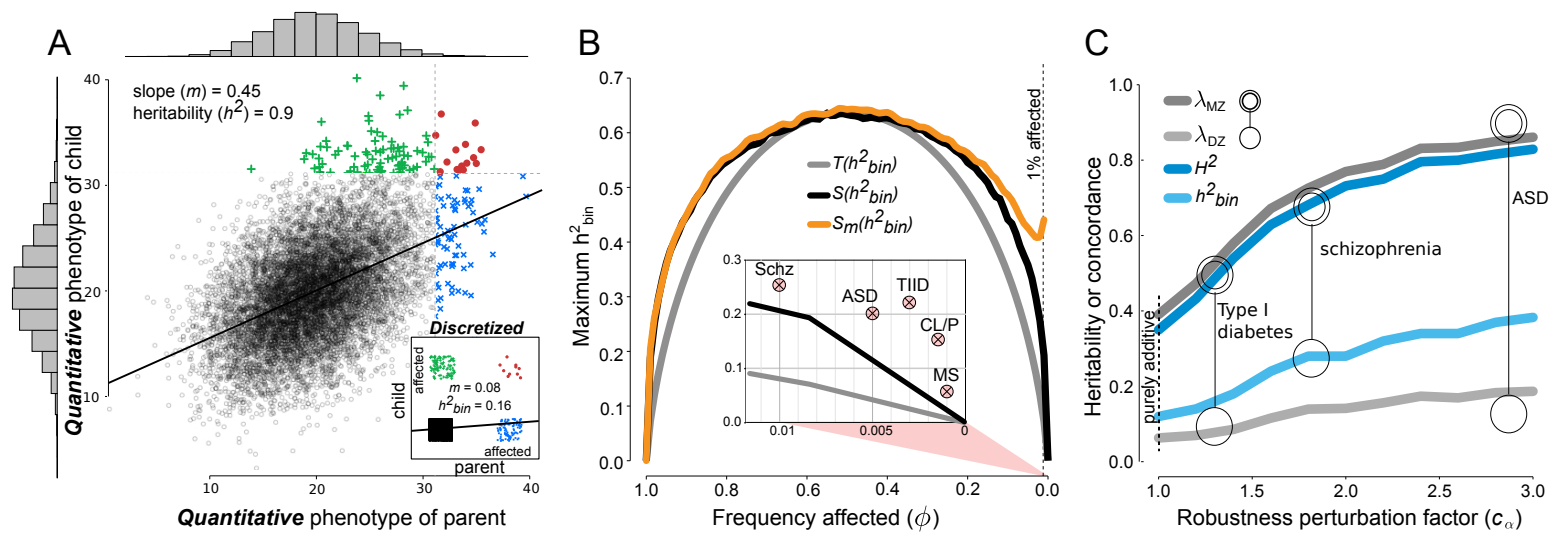 A
slope (m) = 0.45
heritability (h²) = 0.9
40
30
20
10
Quantitative phenotype of child
Discretized
affected
child
m = 0.08
h²bin = 0.16
affected
parent
10
20
30
40
Quantitative phenotype of parent
B
0.7
0.6
0.5
0.4
0.3
0.2
0.1
0.0
Maximum h²bin
1% affected
T(h²bin)
S(h²bin)
Sm(h²bin)
0.3
0.2
0.1
0.0
Schz
ASD
TIID
CL/P
MS
0.01
0.005
0
1.0
0.8
0.6
0.4
0.2
0.0
Frequency affected (ϕ)
C
1.0
0.8
0.6
0.4
0.2
0.0
Heritability or concordance
λMZ
λDZ
H²
h²bin
purely additive
Type I
diabetes
schizophrenia
ASD
1.0
1.5
2.0
2.5
3.0
Robustness perturbation factor (cα)